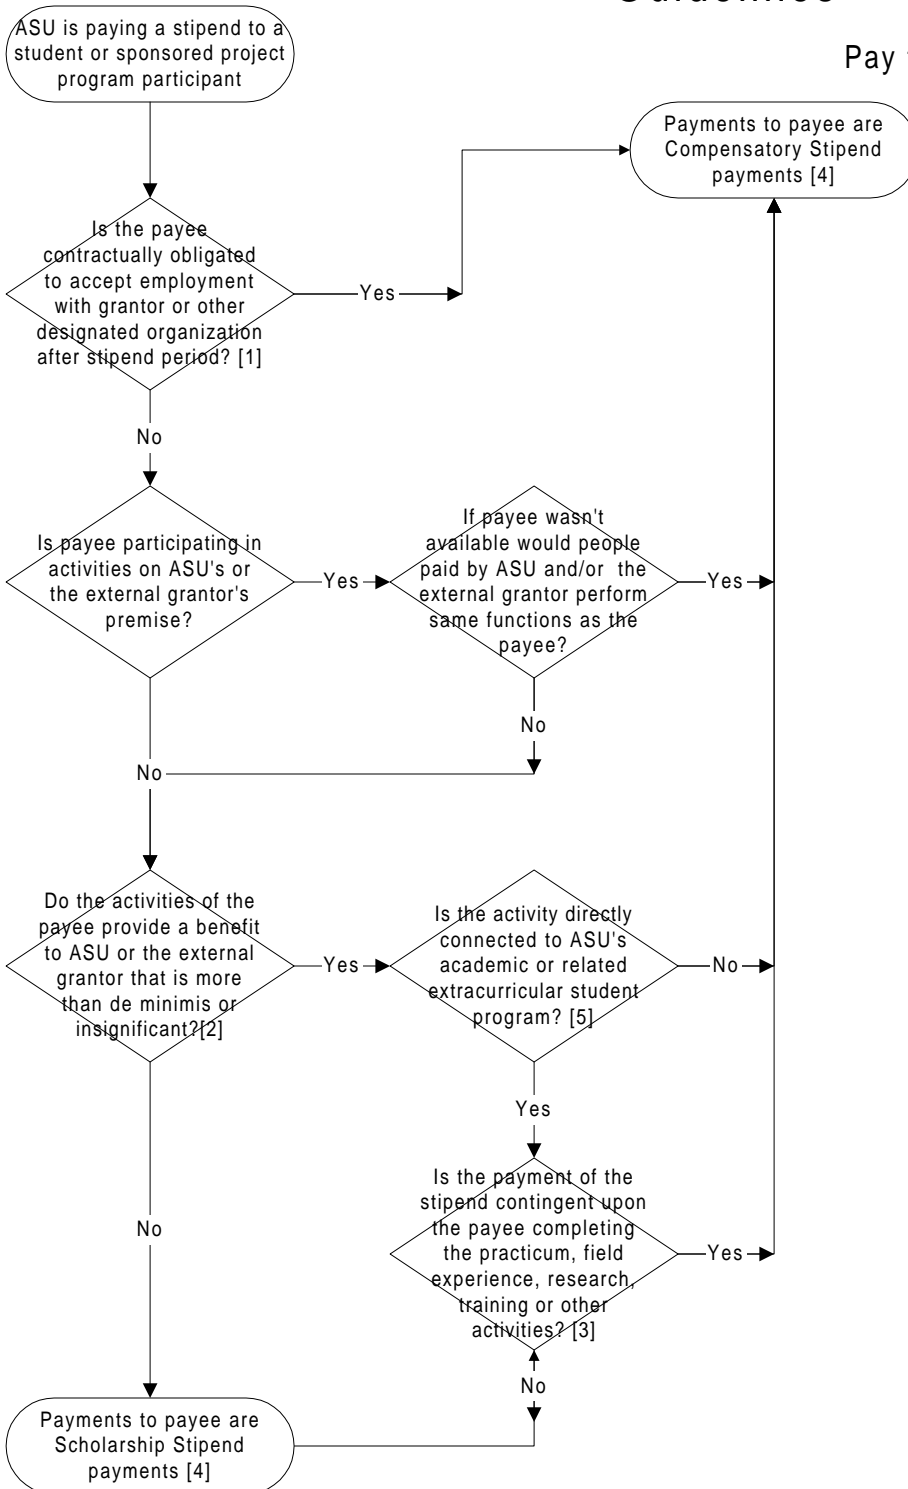 ASU is paying a stipend to a
student or sponsored project
program participant
Pay
Payments to payee are
Compensatory Stipend
payments [4]
Is the payee
contractually obligated
to accept employment
with grantor or other
designated organization
after stipend period? [1]
Yes
No
Is payee participating in
activities on ASU's or
the external grantor's
premise?
Yes
If payee wasn't
available would people
paid by ASU and/or the
external grantor perform
same functions as the
payee?
Yes
No
No
Do the activities of the
payee provide a benefit
to ASU or the external
grantor that is more
than de minimis or
insignificant?[2]
Yes
Is the activity directly
connected to ASU's
academic or related
extracurricular student
program? [5]
No
Yes
Is the payment of the
stipend contingent upon
the payee completing
the practicum, field
experience, research,
training or other
activities? [3]
Yes
No
No
Payments to payee are
Scholarship Stipend
payments [4]